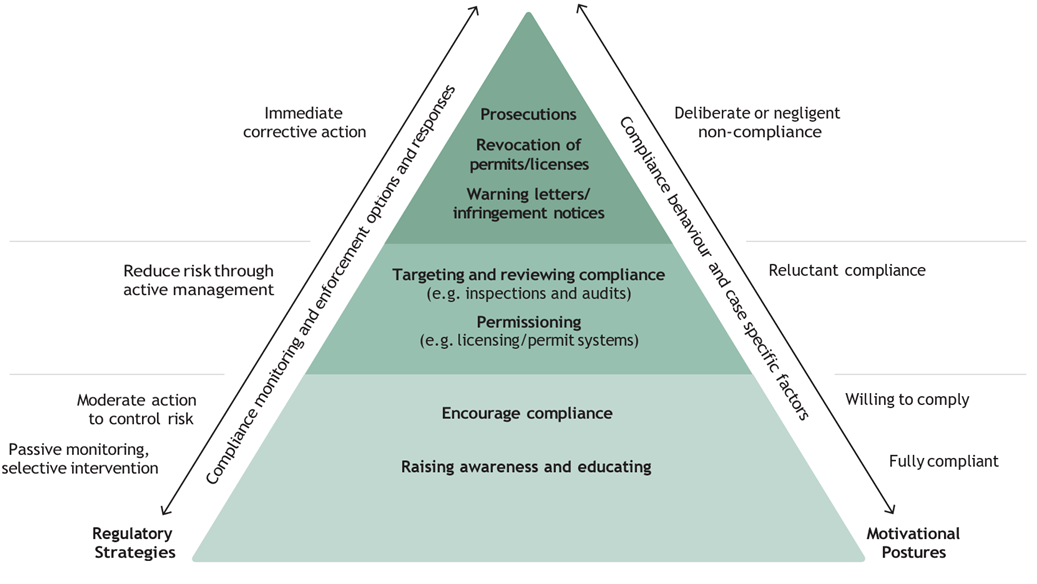 Immediate
corrective action
Reduce risk through
active management
Moderate action
to control risk
Passive monitoring,
selective intervention
Regulatory
Strategies
Compliance monitoring and enforcement options and responses
Prosecutions
Revocation of
permits/licenses
Warning letters/
infringement notices
Targeting and reviewing compliance
(e.g. inspections and audits)
Permissioning
(e.g. licensing/permit systems)
Encourage compliance
Raising awareness and educating
Compliance behaviour and case specific factors
Deliberate or negligent
non-compliance
Reluctant compliance
Willing to comply
Fully compliant
Motivational
Postures